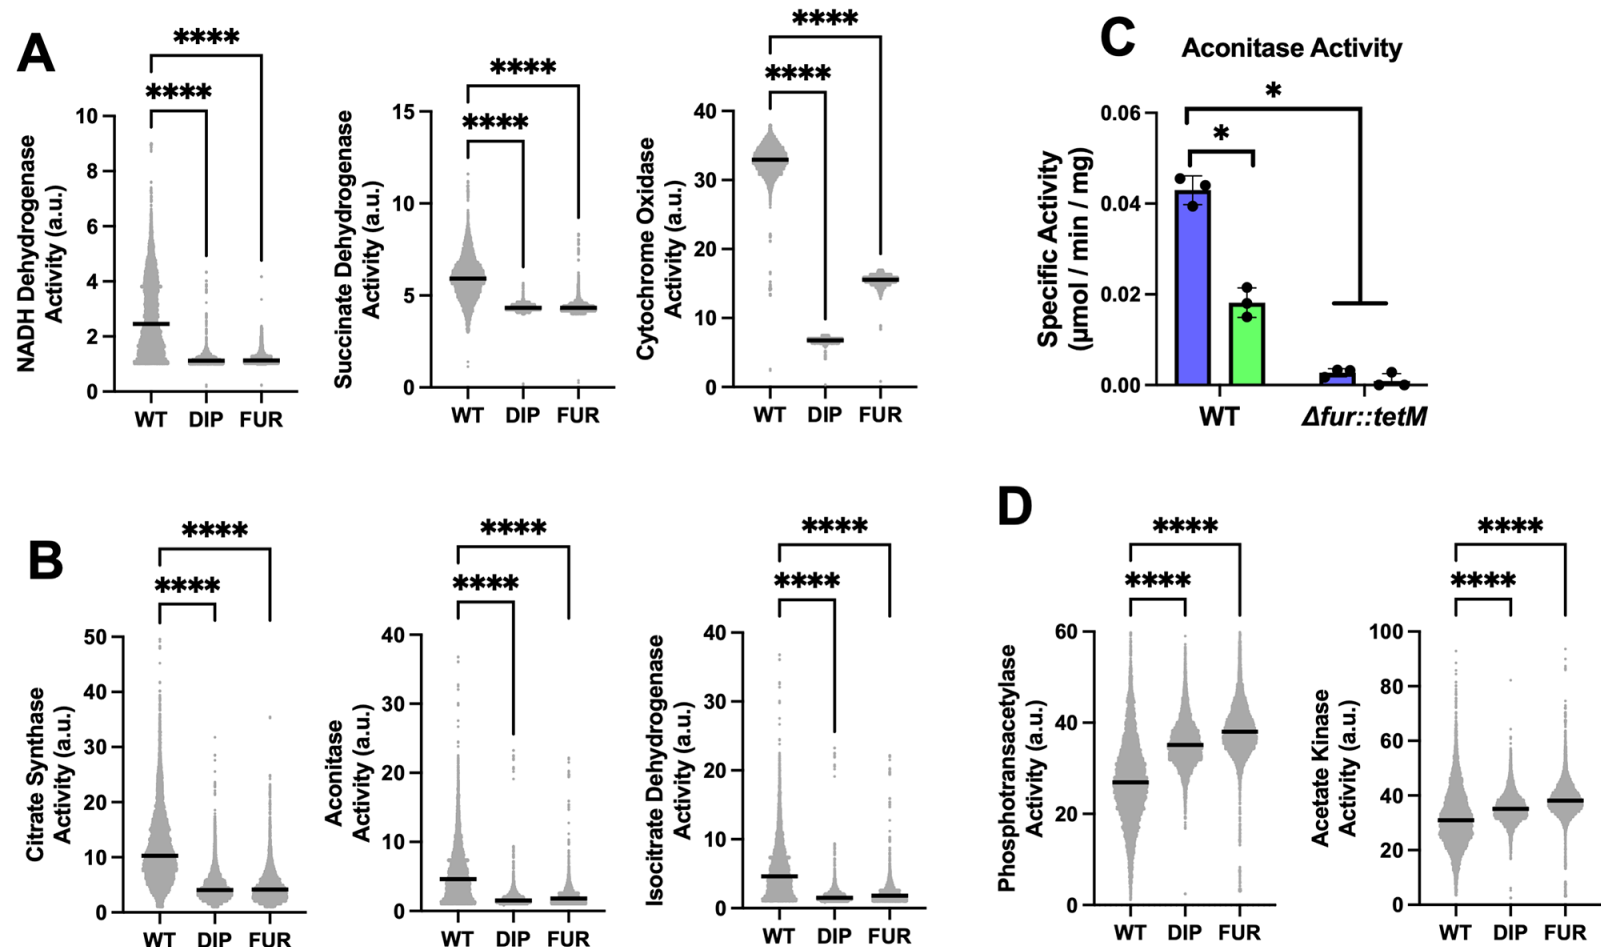 A
****
****
NADH Dehydrogenase
Activity (a.u.)
10
8
6
4
2
0
WT DIP FUR
****
****
Succinate Dehydrogenase
Activity (a.u.)
15
10
5
0
WT DIP FUR
****
****
Cytochrome Oxidase
Activity (a.u.)
40
30
20
10
0
WT DIP FUR
C
Aconitase Activity
*
*
Specific Activity
(μmol / min / mg)
0.06
0.04
0.02
0.00
WT Δfur::tetM
B
****
****
Citrate Synthase
Activity (a.u.)
50
40
30
20
10
0
WT DIP FUR
****
****
Aconitase
Activity (a.u.)
40
30
20
10
0
WT DIP FUR
****
****
Isocitrate Dehydrogenase
Activity (a.u.)
40
30
20
10
0
WT DIP FUR
D
****
****
Phosphotransacetylase
Activity (a.u.)
60
40
20
0
WT DIP FUR
****
****
Acetate Kinase
Activity (a.u.)
100
80
60
40
20
0
WT DIP FUR